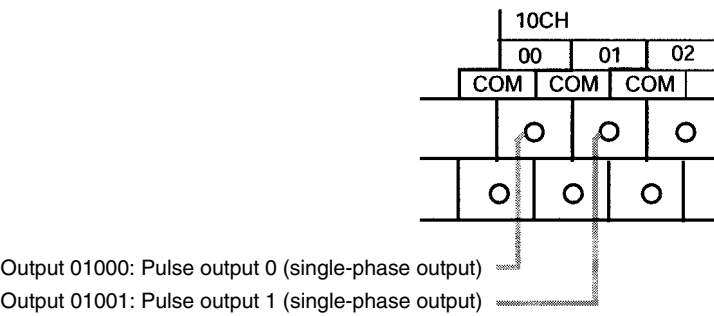 10CH
00 01 02
COM COM COM
Output 01000: Pulse output 0 (single-phase output)
Output 01001: Pulse output 1 (single-phase output)